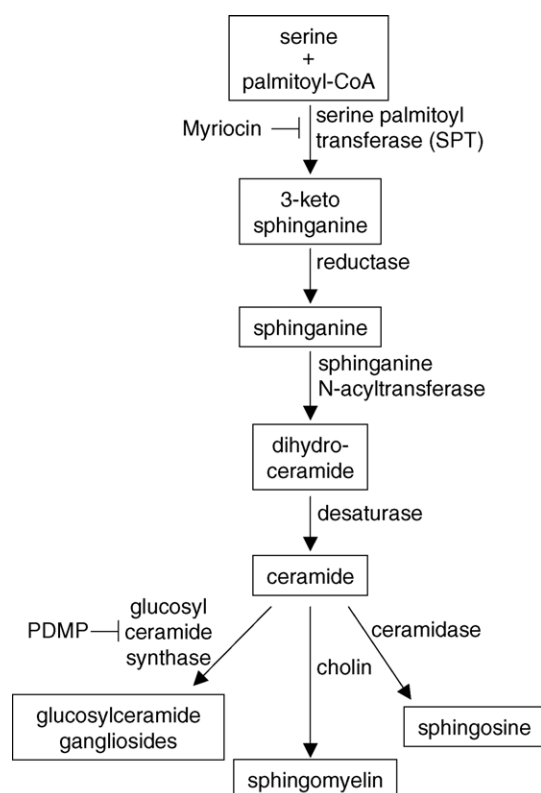 serine
+
palmitoyl-CoA
Myriocin
serine palmitoyl
transferase (SPT)
3-keto
sphinganine
reductase
sphinganine
sphinganine
N-acyltransferase
dihydro-
ceramide
desaturase
ceramide
PDMP
glucosyl
ceramide
synthase
cholin
ceramidase
glucosylceramide
gangliosides
sphingomyelin
sphingosine